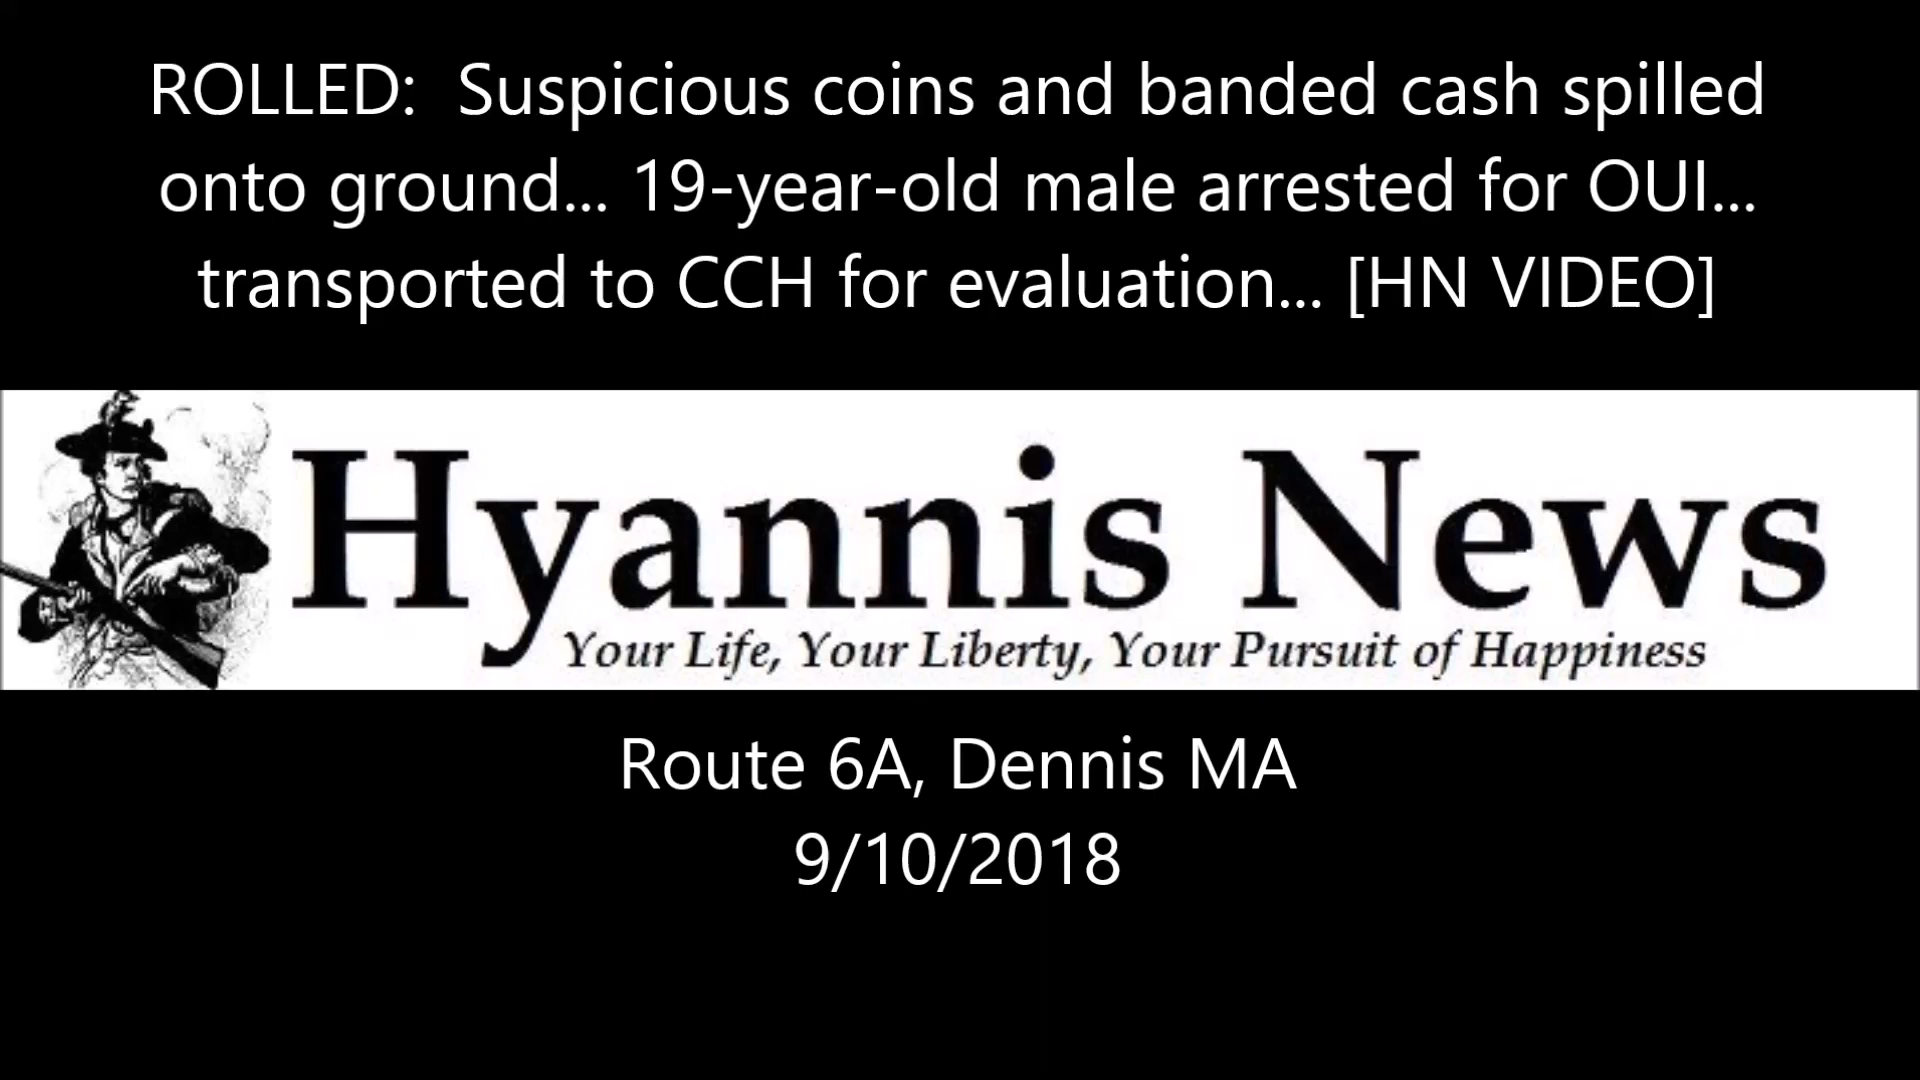 ROLLED:  Suspicious coins and banded cash spilled
onto ground... 19-year-old male arrested for OUI...
transported to CCH for evaluation... [HN VIDEO]
Hyannis News
Your Life, Your Liberty, Your Pursuit of Happiness
Route 6A, Dennis MA
9/10/2018